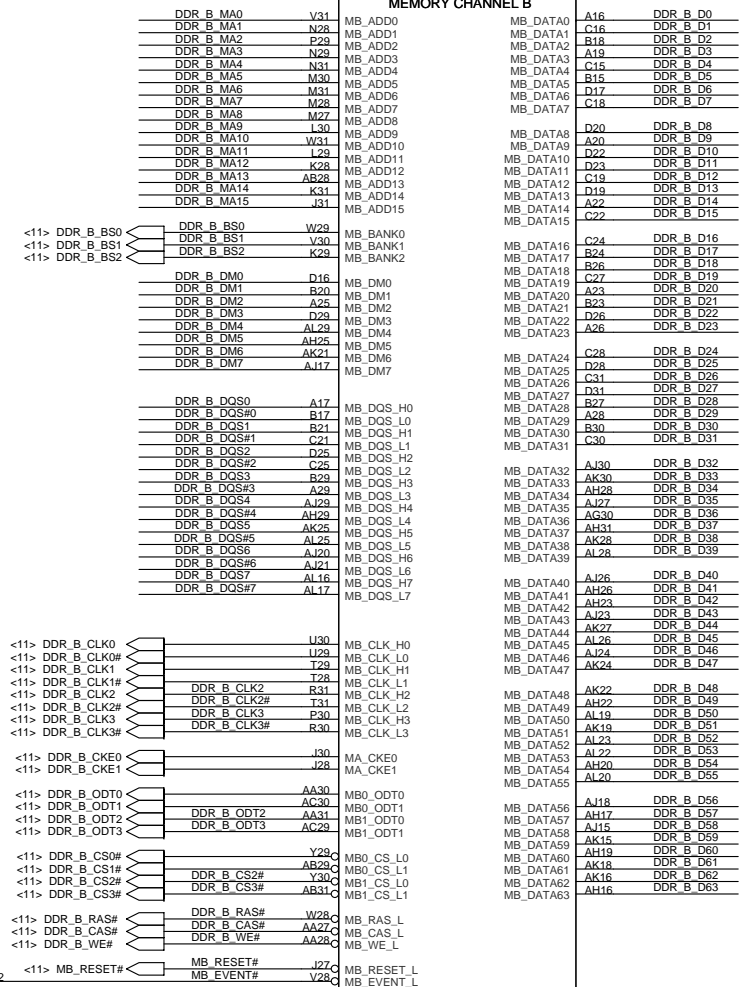 MEMORY CHANNEL B
DDR_B_MA0 V31 MB_ADD0
DDR_B_MA1 N28 MB_ADD1
DDR_B_MA2 P29 MB_ADD2
DDR_B_MA3 N29 MB_ADD3
DDR_B_MA4 N31 MB_ADD4
DDR_B_MA5 M30 MB_ADD5
DDR_B_MA6 M31 MB_ADD6
DDR_B_MA7 M28 MB_ADD7
DDR_B_MA8 M27 MB_ADD8
DDR_B_MA9 L30 MB_ADD9
DDR_B_MA10 W31 MB_ADD10
DDR_B_MA11 L29 MB_ADD11
DDR_B_MA12 K28 MB_ADD12
DDR_B_MA13 AB28 MB_ADD13
DDR_B_MA14 K31 MB_ADD14
DDR_B_MA15 J31 MB_ADD15
<11> DDR_B_BS0 DDR_B_BS0 W29 MB_BANK0
<11> DDR_B_BS1 DDR_B_BS1 V30 MB_BANK1
<11> DDR_B_BS2 DDR_B_BS2 K29 MB_BANK2
DDR_B_DM0 D16 MB_DM0
DDR_B_DM1 B20 MB_DM1
DDR_B_DM2 A25 MB_DM2
DDR_B_DM3 D29 MB_DM3
DDR_B_DM4 AL29 MB_DM4
DDR_B_DM5 AH25 MB_DM5
DDR_B_DM6 AK21 MB_DM6
DDR_B_DM7 AJ17 MB_DM7
DDR_B_DQS0 A17 MB_DQS_H0
DDR_B_DQS#0 B17 MB_DQS_L0
DDR_B_DQS1 B21 MB_DQS_H1
DDR_B_DQS#1 C21 MB_DQS_L1
DDR_B_DQS2 D25 MB_DQS_H2
DDR_B_DQS#2 C25 MB_DQS_L2
DDR_B_DQS3 B29 MB_DQS_H3
DDR_B_DQS#3 A29 MB_DQS_L3
DDR_B_DQS4 AJ29 MB_DQS_H4
DDR_B_DQS#4 AH29 MB_DQS_L4
DDR_B_DQS5 AK25 MB_DQS_H5
DDR_B_DQS#5 AL25 MB_DQS_L5
DDR_B_DQS6 AJ20 MB_DQS_H6
DDR_B_DQS#6 AJ21 MB_DQS_L6
DDR_B_DQS7 AL16 MB_DQS_H7
DDR_B_DQS#7 AL17 MB_DQS_L7
<11> DDR_B_CLK0 U30 MB_CLK_H0
<11> DDR_B_CLK0# U29 MB_CLK_L0
<11> DDR_B_CLK1 T29 MB_CLK_H1
<11> DDR_B_CLK1# T28 MB_CLK_L1
<11> DDR_B_CLK2 DDR_B_CLK2 R31 MB_CLK_H2
<11> DDR_B_CLK2# DDR_B_CLK2# T31 MB_CLK_L2
<11> DDR_B_CLK3 DDR_B_CLK3 P30 MB_CLK_H3
<11> DDR_B_CLK3# DDR_B_CLK3# R30 MB_CLK_L3
<11> DDR_B_CKE0 J30 MA_CKE0
<11> DDR_B_CKE1 J28 MA_CKE1
<11> DDR_B_ODT0 AA30 MB0_ODT0
<11> DDR_B_ODT1 AC30 MB0_ODT1
<11> DDR_B_ODT2 DDR_B_ODT2 AA31 MB1_ODT0
<11> DDR_B_ODT3 DDR_B_ODT3 AC29 MB1_ODT1
<11> DDR_B_CS0# Y29 MB0_CS_L0
<11> DDR_B_CS1# AB29 MB0_CS_L1
<11> DDR_B_CS2# DDR_B_CS2# Y30 MB1_CS_L0
<11> DDR_B_CS3# DDR_B_CS3# AB31 MB1_CS_L1
<11> DDR_B_RAS# DDR_B_RAS# W28 MB_RAS_L
<11> DDR_B_CAS# DDR_B_CAS# AA27 MB_CAS_L
<11> DDR_B_WE# DDR_B_WE# AA28 MB_WE_L
<11> MB_RESET# MB_RESET# J27 MB_RESET_L
2 MB_EVENT# V28 MB_EVENT_L
MB_DATA0 A16 DDR_B_D0
MB_DATA1 C16 DDR_B_D1
MB_DATA2 B18 DDR_B_D2
MB_DATA3 A19 DDR_B_D3
MB_DATA4 C15 DDR_B_D4
MB_DATA5 B15 DDR_B_D5
MB_DATA6 D17 DDR_B_D6
MB_DATA7 C18 DDR_B_D7
MB_DATA8 D20 DDR_B_D8
MB_DATA9 A20 DDR_B_D9
MB_DATA10 D22 DDR_B_D10
MB_DATA11 D23 DDR_B_D11
MB_DATA12 C19 DDR_B_D12
MB_DATA13 D19 DDR_B_D13
MB_DATA14 A22 DDR_B_D14
MB_DATA15 C22 DDR_B_D15
MB_DATA16 C24 DDR_B_D16
MB_DATA17 B24 DDR_B_D17
MB_DATA18 B26 DDR_B_D18
MB_DATA19 C27 DDR_B_D19
MB_DATA20 A23 DDR_B_D20
MB_DATA21 B23 DDR_B_D21
MB_DATA22 D26 DDR_B_D22
MB_DATA23 A26 DDR_B_D23
MB_DATA24 C28 DDR_B_D24
MB_DATA25 D28 DDR_B_D25
MB_DATA26 C31 DDR_B_D26
MB_DATA27 D31 DDR_B_D27
MB_DATA28 B27 DDR_B_D28
MB_DATA29 A28 DDR_B_D29
MB_DATA30 B30 DDR_B_D30
MB_DATA31 C30 DDR_B_D31
MB_DATA32 AJ30 DDR_B_D32
MB_DATA33 AK30 DDR_B_D33
MB_DATA34 AH28 DDR_B_D34
MB_DATA35 AJ27 DDR_B_D35
MB_DATA36 AG30 DDR_B_D36
MB_DATA37 AH31 DDR_B_D37
MB_DATA38 AK28 DDR_B_D38
MB_DATA39 AL28 DDR_B_D39
MB_DATA40 AJ26 DDR_B_D40
MB_DATA41 AH26 DDR_B_D41
MB_DATA42 AH23 DDR_B_D42
MB_DATA43 AJ23 DDR_B_D43
MB_DATA44 AK27 DDR_B_D44
MB_DATA45 AL26 DDR_B_D45
MB_DATA46 AJ24 DDR_B_D46
MB_DATA47 AK24 DDR_B_D47
MB_DATA48 AK22 DDR_B_D48
MB_DATA49 AH22 DDR_B_D49
MB_DATA50 AL19 DDR_B_D50
MB_DATA51 AK19 DDR_B_D51
MB_DATA52 AL23 DDR_B_D52
MB_DATA53 AL22 DDR_B_D53
MB_DATA54 AH20 DDR_B_D54
MB_DATA55 AL20 DDR_B_D55
MB_DATA56 AJ18 DDR_B_D56
MB_DATA57 AH17 DDR_B_D57
MB_DATA58 AJ15 DDR_B_D58
MB_DATA59 AK15 DDR_B_D59
MB_DATA60 AH19 DDR_B_D60
MB_DATA61 AK18 DDR_B_D61
MB_DATA62 AK16 DDR_B_D62
MB_DATA63 AH16 DDR_B_D63